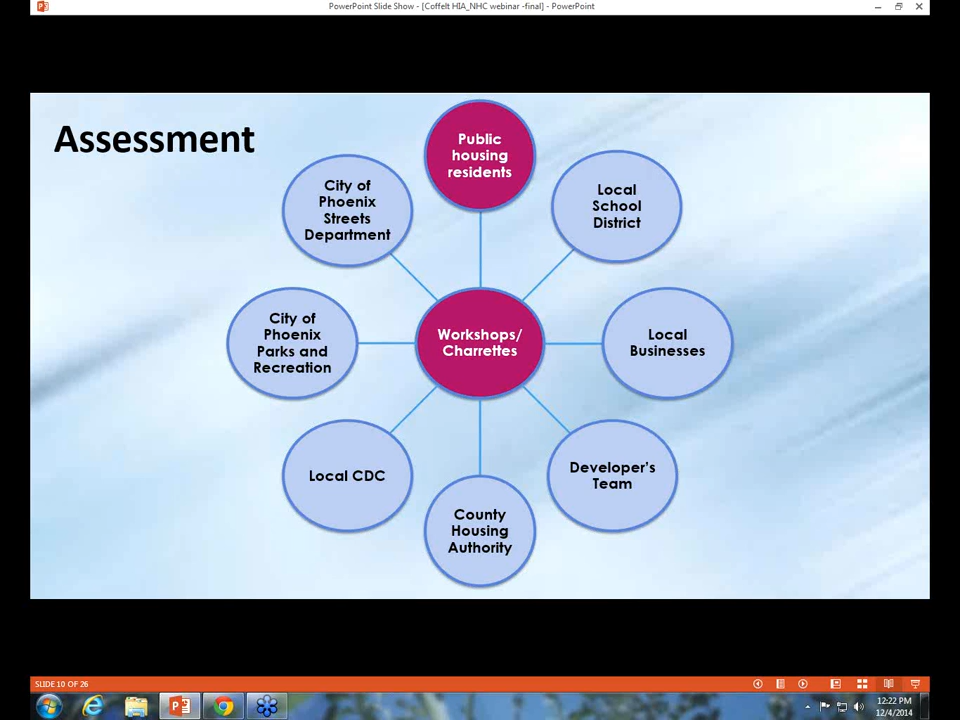 PowerPoint Slide Show - [Coffelt HIA_NHC webinar -final] - PowerPoint
Assessment
Public
housing
residents
City of
Phoenix
Streets
Department
Local
School
District
City of
Phoenix
Parks and
Recreation
Workshops/
Charrettes
Local
Businesses
Local CDC
Developer's
Team
County
Housing
Authority
SLIDE 10 OF 26
12:22 PM
12/4/2014